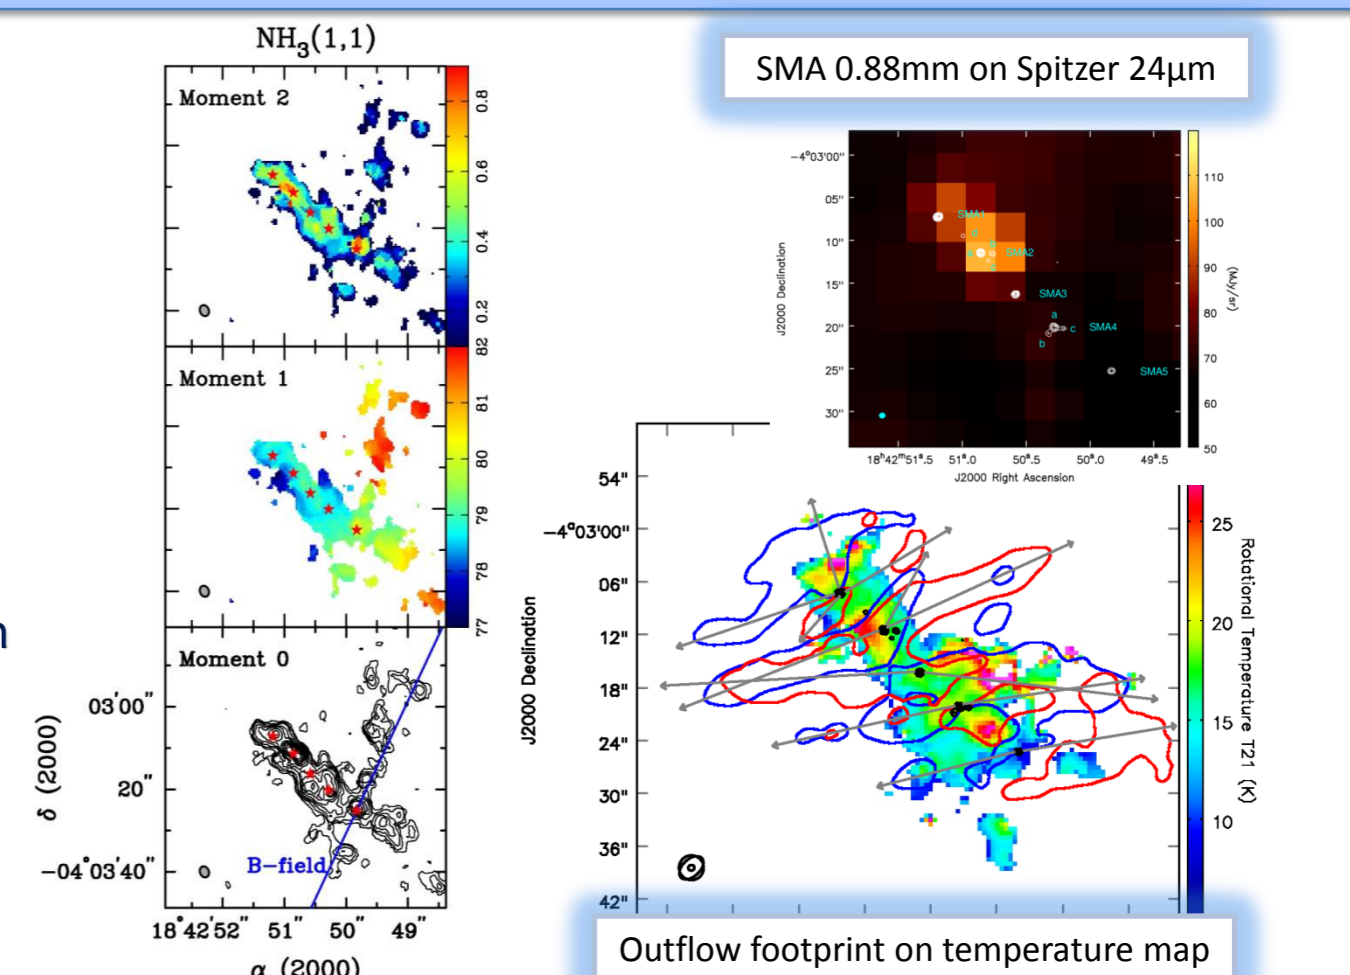 NH₃(1,1)
Moment 2
0.8
0.6
0.4
0.2
Moment 1
82
81
80
79
78
77
Moment 0
B-field
03′00″
20″
−04°03′40″
δ (2000)
18ʰ42ᵐ52ˢ 51ˢ 50ˢ 49ˢ
α (2000)
n
SMA 0.88mm on Spitzer 24μm
−4°03'00"
05"
10"
15"
20"
25"
30"
J2000 Declination
SMA1
d
SMA2
SMA3
a
c
b
SMA4
SMA5
110
100
90
80
70
60
50
(MJy/sr)
18ʰ42ᵐ51ˢ.5 51ˢ.0 50ˢ.5 50ˢ.0 49ˢ.5
J2000 Right Ascension
54"
−4°03'00"
06"
12"
18"
24"
30"
36"
42"
J2000 Declination
25
20
15
10
Rotational Temperature T21 (K)
Outflow footprint on temperature map